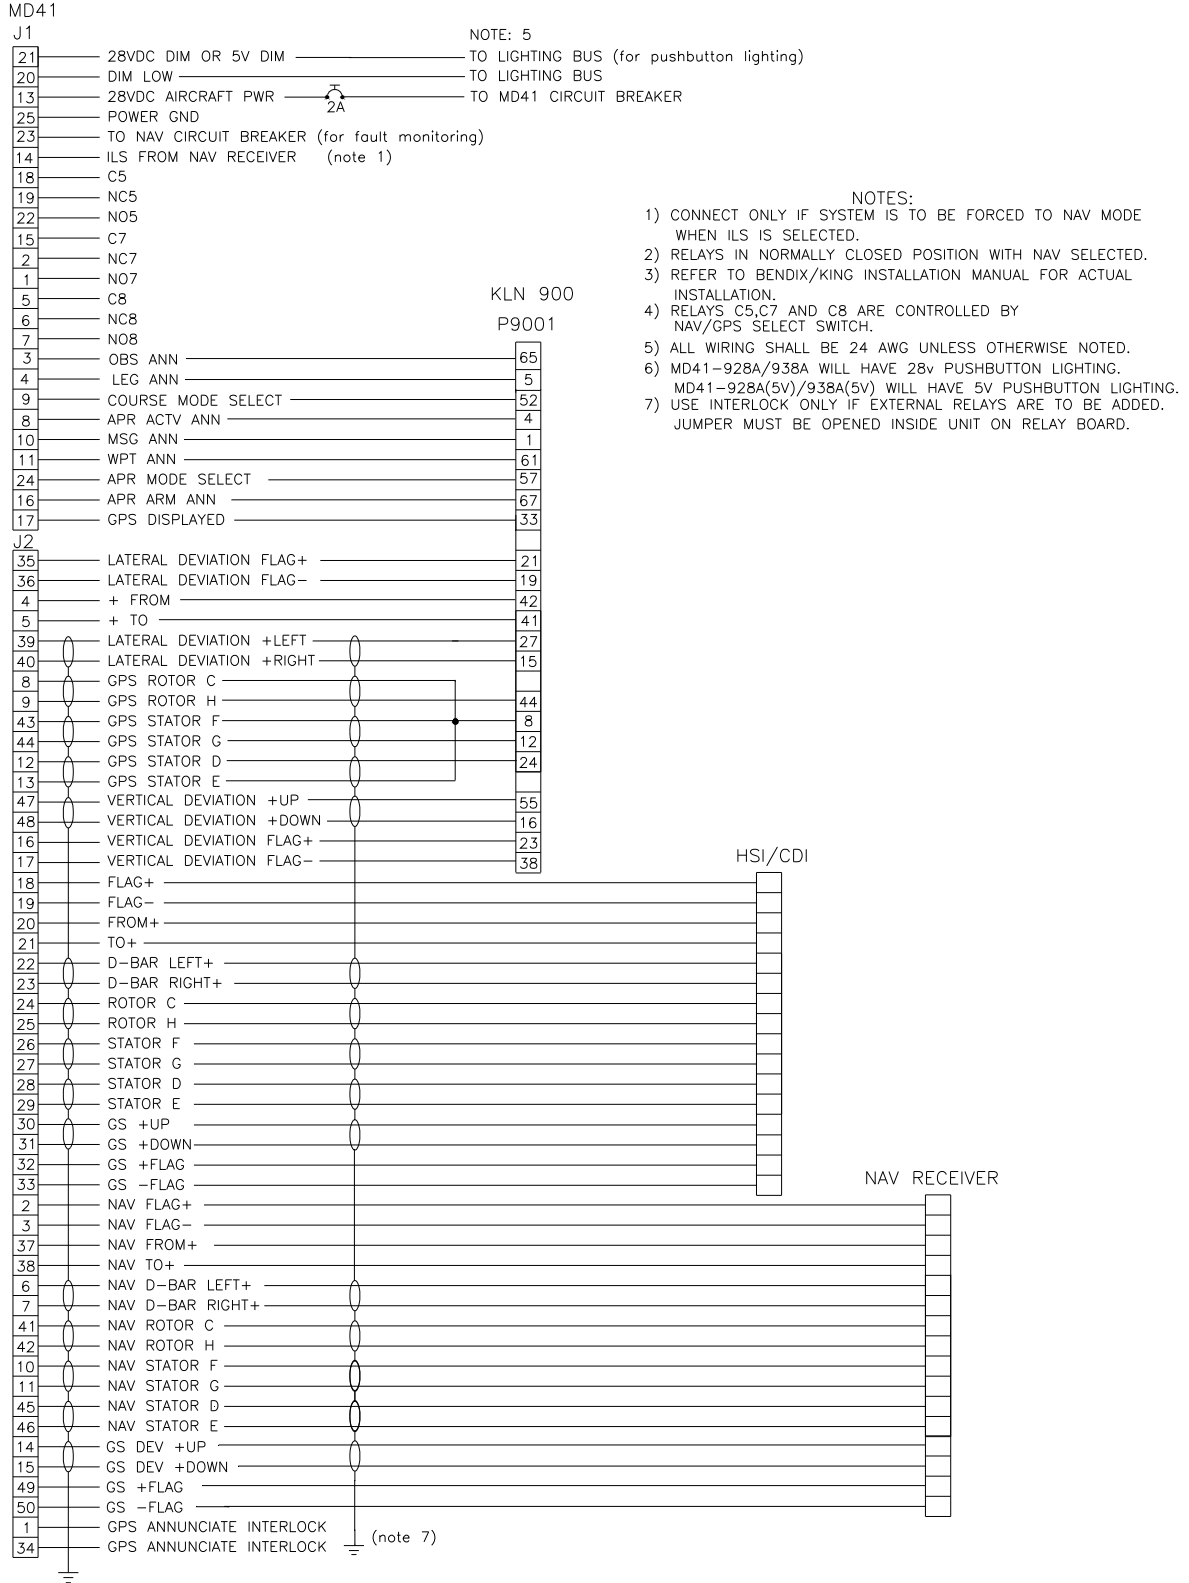 MD41
J1
NOTE: 5
21 28VDC DIM OR 5V DIM TO LIGHTING BUS (for pushbutton lighting)
20 DIM LOW TO LIGHTING BUS
13 28VDC AIRCRAFT PWR 2A TO MD41 CIRCUIT BREAKER
25 POWER GND
23 TO NAV CIRCUIT BREAKER (for fault monitoring)
14 ILS FROM NAV RECEIVER (note 1)
18 C5
19 NC5
22 NO5
15 C7
2 NC7
1 NO7
5 C8
6 NC8
7 NO8
KLN 900
P9001
3 OBS ANN 65
4 LEG ANN 5
9 COURSE MODE SELECT 52
8 APR ACTV ANN 4
10 MSG ANN 1
11 WPT ANN 61
24 APR MODE SELECT 57
16 APR ARM ANN 67
17 GPS DISPLAYED 33
NOTES:
1) CONNECT ONLY IF SYSTEM IS TO BE FORCED TO NAV MODE
WHEN ILS IS SELECTED.
2) RELAYS IN NORMALLY CLOSED POSITION WITH NAV SELECTED.
3) REFER TO BENDIX/KING INSTALLATION MANUAL FOR ACTUAL
INSTALLATION.
4) RELAYS C5,C7 AND C8 ARE CONTROLLED BY
NAV/GPS SELECT SWITCH.
5) ALL WIRING SHALL BE 24 AWG UNLESS OTHERWISE NOTED.
6) MD41-928A/938A WILL HAVE 28v PUSHBUTTON LIGHTING.
MD41-928A(5V)/938A(5V) WILL HAVE 5V PUSHBUTTON LIGHTING.
7) USE INTERLOCK ONLY IF EXTERNAL RELAYS ARE TO BE ADDED.
JUMPER MUST BE OPENED INSIDE UNIT ON RELAY BOARD.
J2
35 LATERAL DEVIATION FLAG+ 21
36 LATERAL DEVIATION FLAG- 19
4 + FROM 42
5 + TO 41
39 LATERAL DEVIATION +LEFT 27
40 LATERAL DEVIATION +RIGHT 15
8 GPS ROTOR C
9 GPS ROTOR H 44
43 GPS STATOR F 8
44 GPS STATOR G 12
12 GPS STATOR D 24
13 GPS STATOR E
47 VERTICAL DEVIATION +UP 55
48 VERTICAL DEVIATION +DOWN 16
16 VERTICAL DEVIATION FLAG+ 23
17 VERTICAL DEVIATION FLAG- 38
HSI/CDI
18 FLAG+
19 FLAG-
20 FROM+
21 TO+
22 D-BAR LEFT+
23 D-BAR RIGHT+
24 ROTOR C
25 ROTOR H
26 STATOR F
27 STATOR G
28 STATOR D
29 STATOR E
30 GS +UP
31 GS +DOWN
32 GS +FLAG
33 GS -FLAG
NAV RECEIVER
2 NAV FLAG+
3 NAV FLAG-
37 NAV FROM+
38 NAV TO+
6 NAV D-BAR LEFT+
7 NAV D-BAR RIGHT+
41 NAV ROTOR C
42 NAV ROTOR H
10 NAV STATOR F
11 NAV STATOR G
45 NAV STATOR D
46 NAV STATOR E
14 GS DEV +UP
15 GS DEV +DOWN
49 GS +FLAG
50 GS -FLAG
1 GPS ANNUNCIATE INTERLOCK
34 GPS ANNUNCIATE INTERLOCK
(note 7)